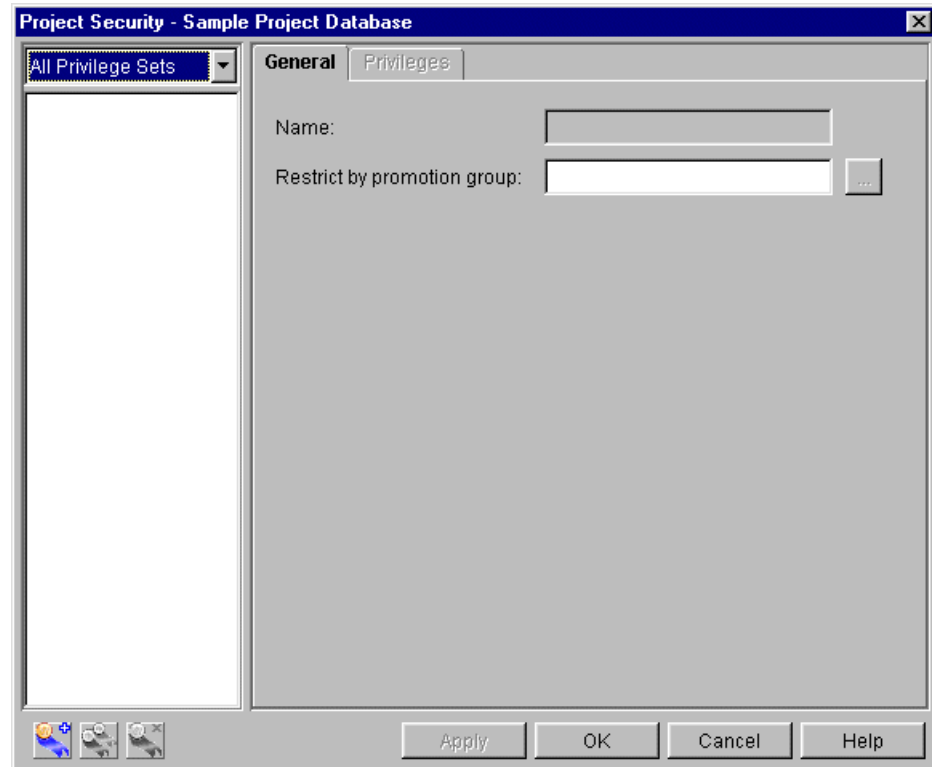 Project Security - Sample Project Database
All Privilege Sets
General
Privileges
Name:
Restrict by promotion group:
...
Apply
OK
Cancel
Help